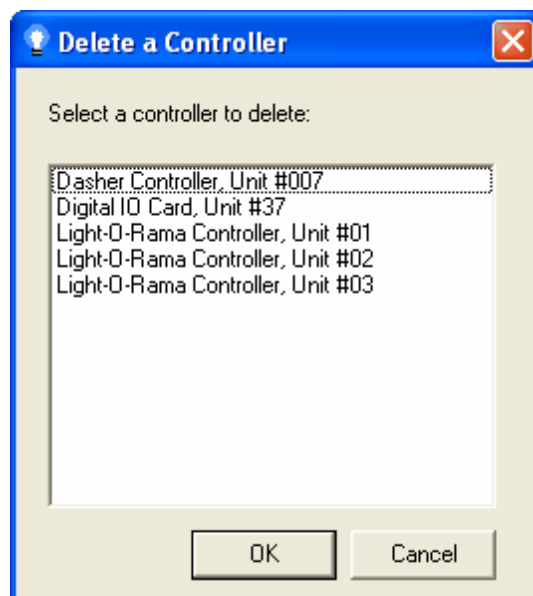 Delete a Controller
Select a controller to delete:
Dasher Controller, Unit #007
Digital IO Card, Unit #37
Light-O-Rama Controller, Unit #01
Light-O-Rama Controller, Unit #02
Light-O-Rama Controller, Unit #03
OK Cancel